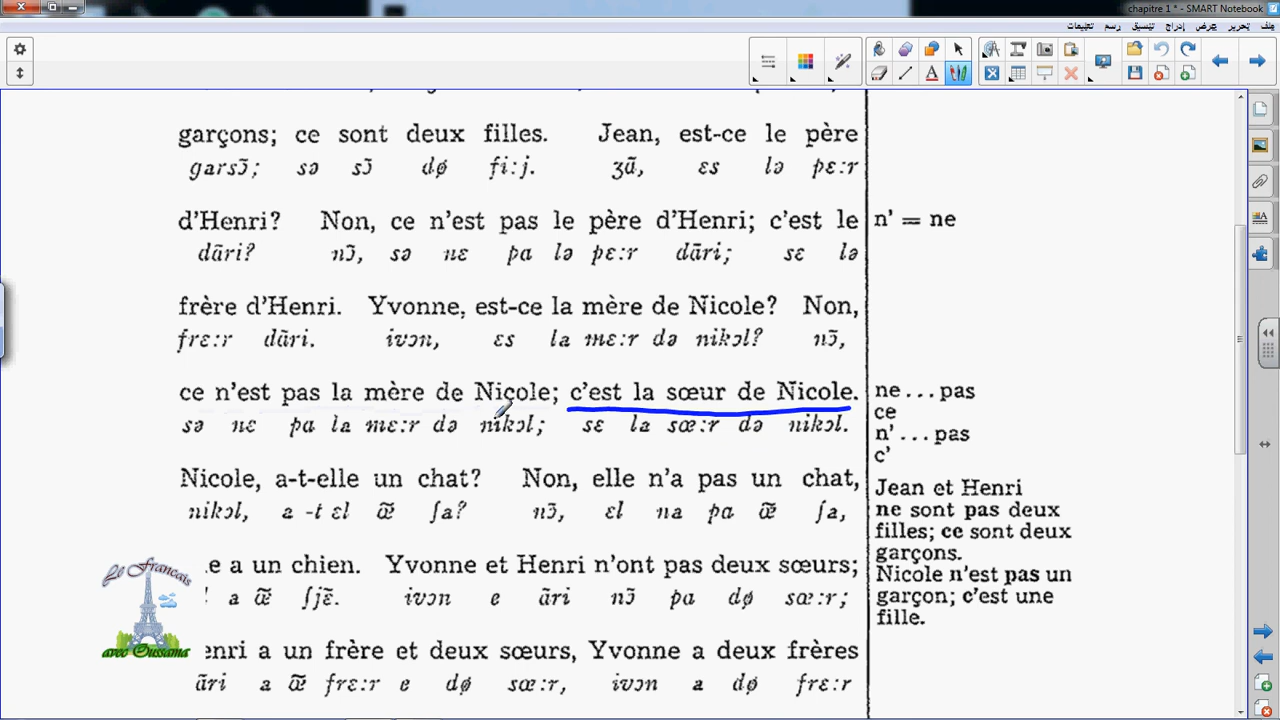 chapitre 1 * - SMART Notebook
ملف تحرير عرض إدراج تنسيق رسم تعليمات
garçons; ce sont deux filles. Jean, est-ce le père
garsɔ̃; sə sɔ̃ dø fi:j. ʒɑ̃, ɛs lə pɛ:r
d'Henri? Non, ce n'est pas le père d'Henri; c'est le
dɑ̃ri? nɔ̃, sə nɛ pɑ lə pɛ:r dɑ̃ri; sɛ lə
n' = ne
frère d'Henri. Yvonne, est-ce la mère de Nicole? Non,
frɛ:r dɑ̃ri. ivɔn, ɛs la mɛ:r də nikɔl? nɔ̃,
ce n'est pas la mère de Nicole; c'est la sœur de Nicole.
sə nɛ pɑ la mɛ:r də nikɔl; sɛ la sœ:r də nikɔl.
Nicole, a-t-elle un chat? Non, elle n'a pas un chat,
nikɔl, a -t ɛl œ̃ ʃa? nɔ̃, ɛl na pɑ œ̃ ʃa,
e a un chien. Yvonne et Henri n'ont pas deux sœurs;
l a œ̃ ʃjɛ̃. ivɔn e ɑ̃ri nɔ̃ pɑ dø sœ:r;
enri a un frère et deux sœurs, Yvonne a deux frères
ɑ̃ri a œ̃ frɛ:r e dø sœ:r, ivɔn a dø frɛ:r
ne...pas
ce
n'...pas
c'
Jean et Henri
ne sont pas deux
filles; ce sont deux
garçons.
Nicole n'est pas un
garçon; c'est une
fille.
Le Francais
avec Oussama